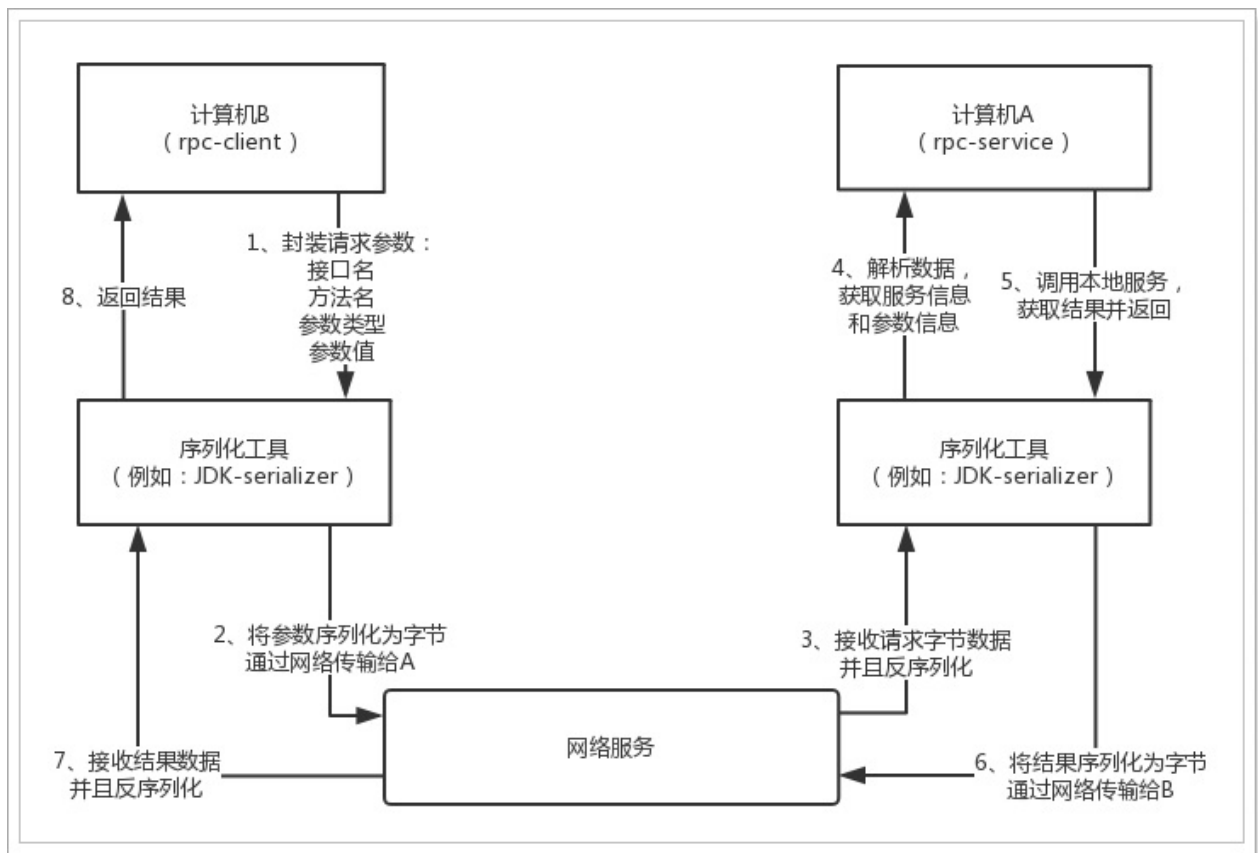 计算机B
（rpc-client）
计算机A
（rpc-service）
1、封装请求参数：
接口名
方法名
参数类型
参数值
8、返回结果
4、解析数据，
获取服务信息
和参数信息
5、调用本地服务，
获取结果并返回
序列化工具
（例如：JDK-serializer）
序列化工具
（例如：JDK-serializer）
2、将参数序列化为字节
通过网络传输给A
3、接收请求字节数据
并且反序列化
网络服务
7、接收结果数据
并且反序列化
6、将结果序列化为字节
通过网络传输给B